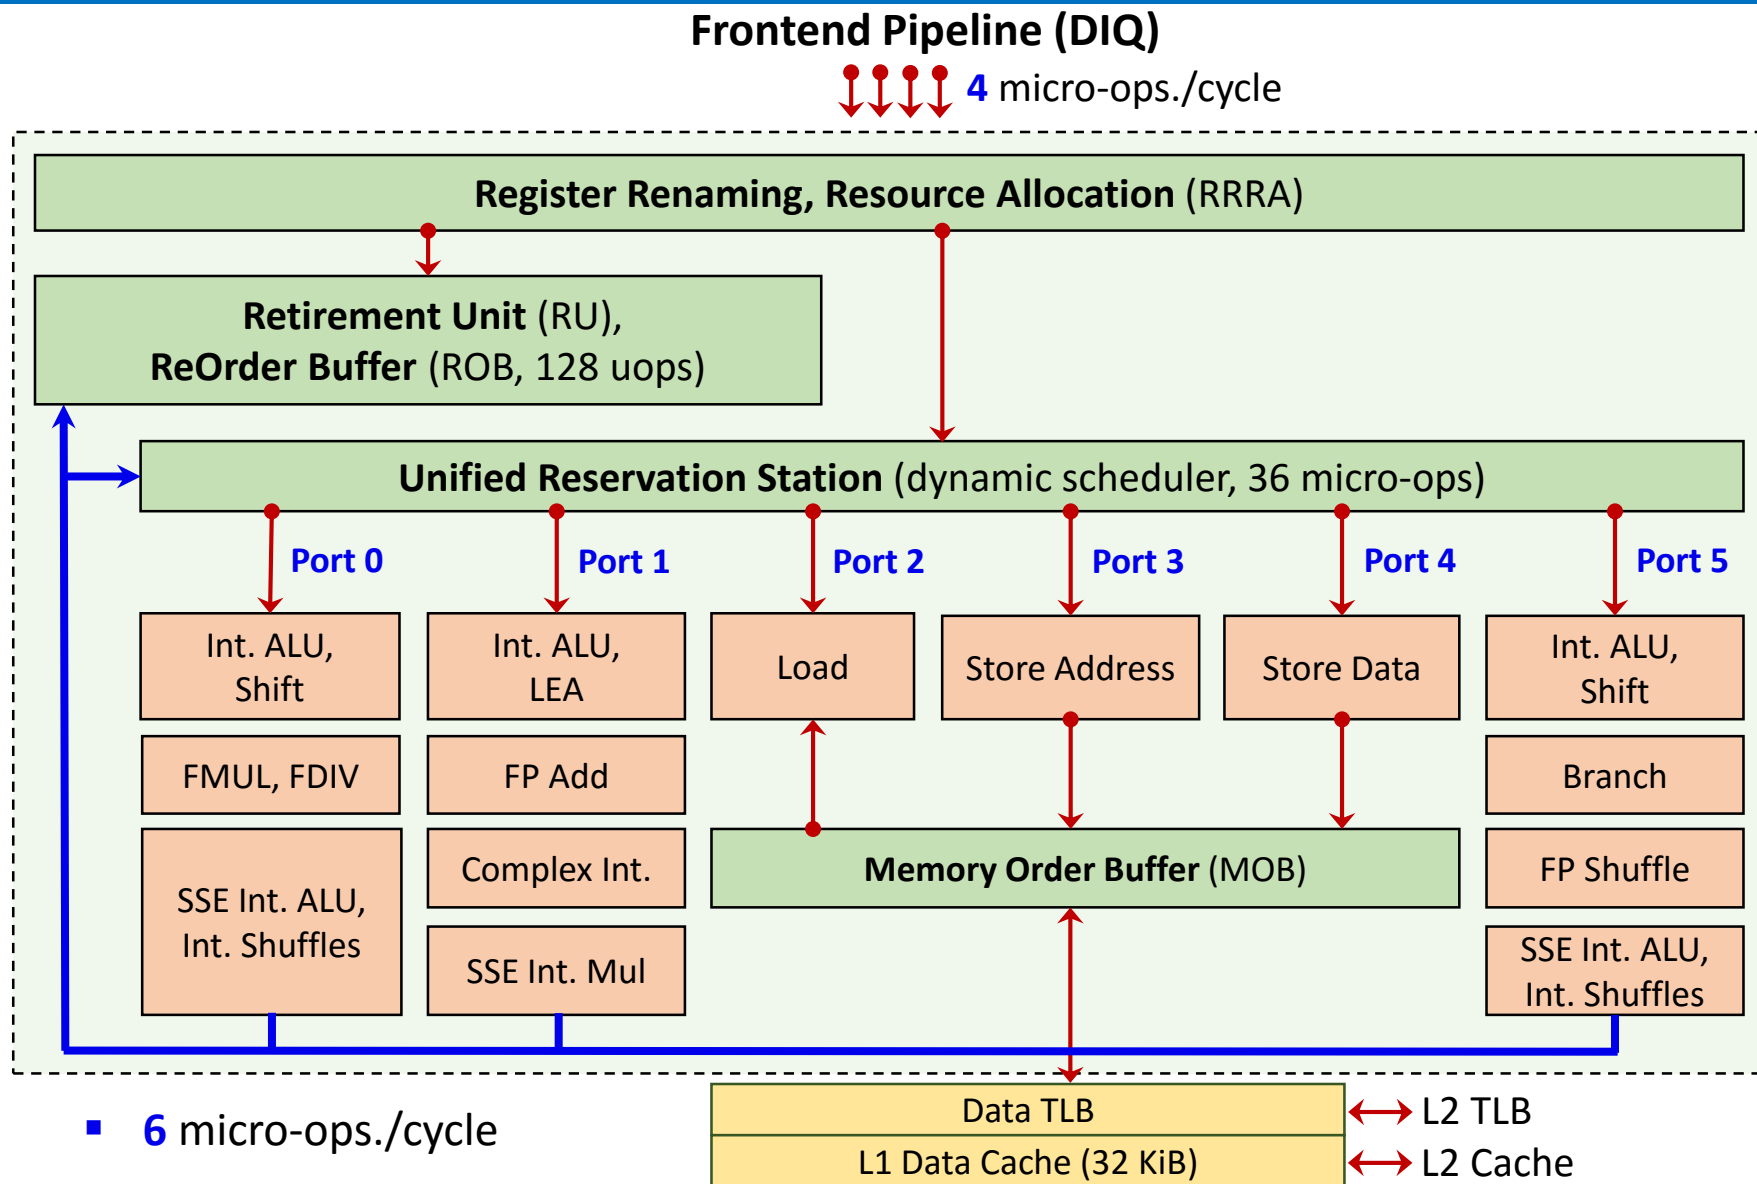 Frontend Pipeline (DIQ)
4 micro-ops./cycle
Register Renaming, Resource Allocation (RRRA)
Retirement Unit (RU),
ReOrder Buffer (ROB, 128 uops)
Unified Reservation Station (dynamic scheduler, 36 micro-ops)
Port 0
Port 1
Port 2
Port 3
Port 4
Port 5
Int. ALU,
Shift
Int. ALU,
LEA
Load
Store Address
Store Data
Int. ALU,
Shift
FMUL, FDIV
FP Add
Branch
SSE Int. ALU,
Int. Shuffles
Complex Int.
Memory Order Buffer (MOB)
FP Shuffle
SSE Int. Mul
SSE Int. ALU,
Int. Shuffles
▪ 6 micro-ops./cycle
Data TLB
L2 TLB
L1 Data Cache (32 KiB)
L2 Cache